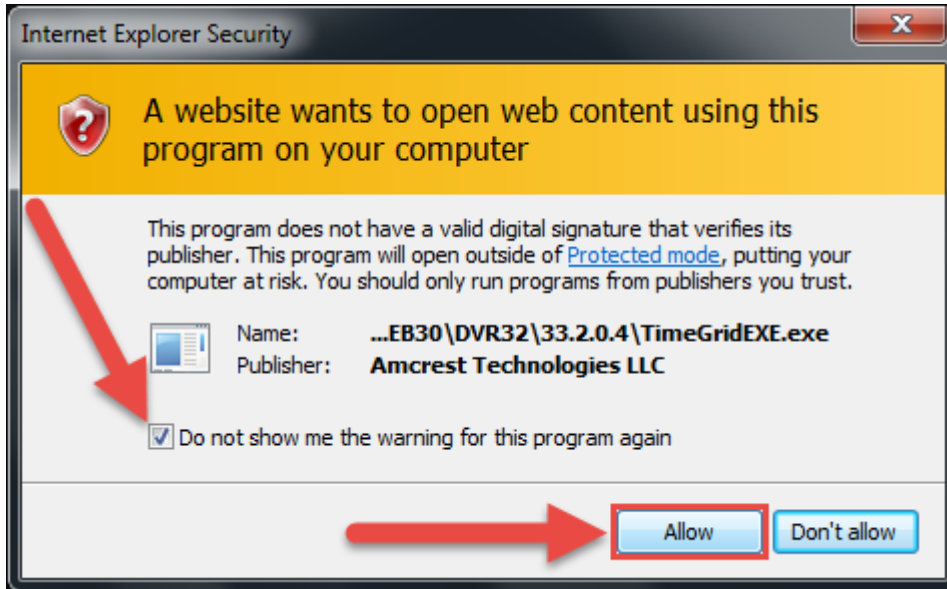 Internet Explorer Security
A website wants to open web content using this
program on your computer
This program does not have a valid digital signature that verifies its
publisher. This program will open outside of Protected mode, putting your
computer at risk. You should only run programs from publishers you trust.
Name: ...EB30\DVR32\33.2.0.4\TimeGridEXE.exe
Publisher: Amcrest Technologies LLC
Do not show me the warning for this program again
Allow Don't allow